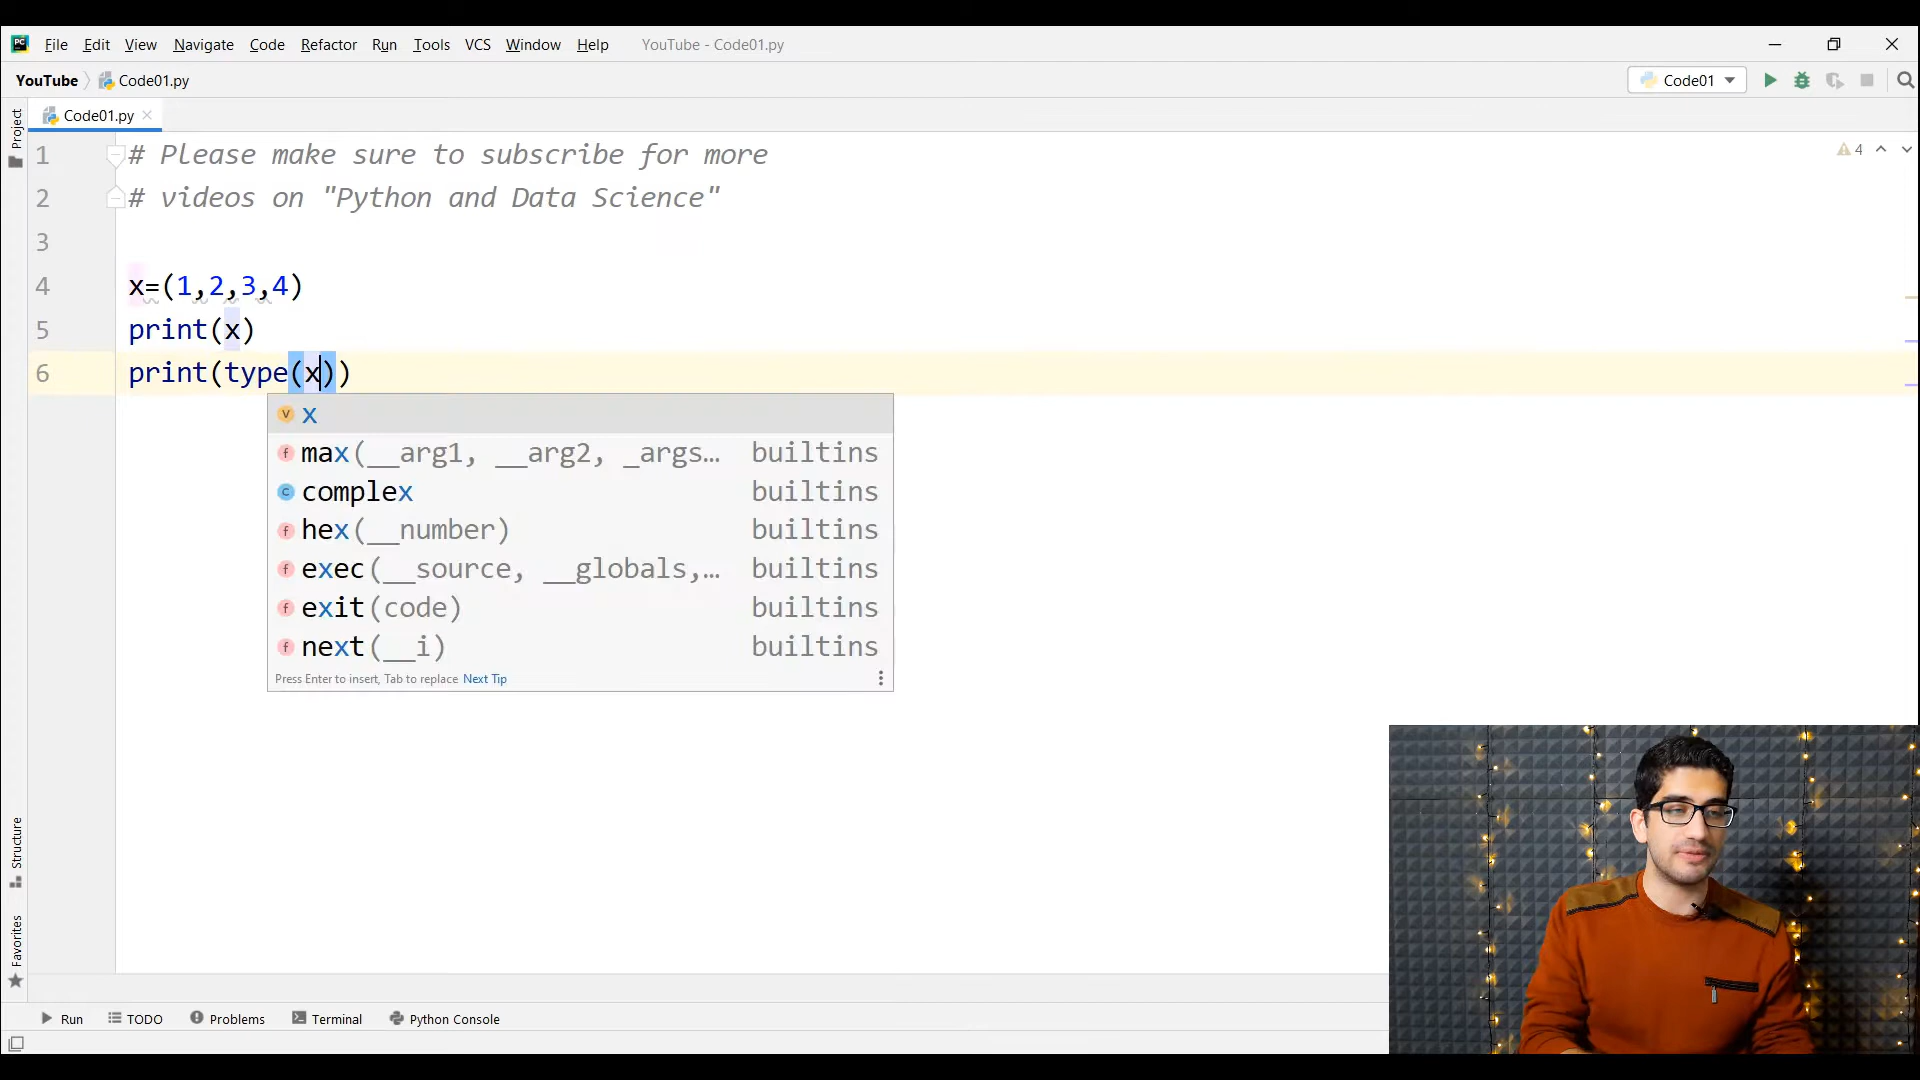 PC File Edit View Navigate Code Refactor Run Tools VCS Window Help YouTube - Code01.py
YouTube Code01.py Code01
Code01.py
Project
4
1 # Please make sure to subscribe for more
2 # videos on "Python and Data Science"
3
4 x=(1,2,3,4)
5 print(x)
6 print(type(x))
v x
f max(__arg1, __arg2, _args… builtins
c complex builtins
f hex(__number) builtins
f exec(__source, __globals,… builtins
f exit(code) builtins
f next(__i) builtins
Press Enter to insert, Tab to replace Next Tip
Structure
Favorites
Run TODO Problems Terminal Python Console